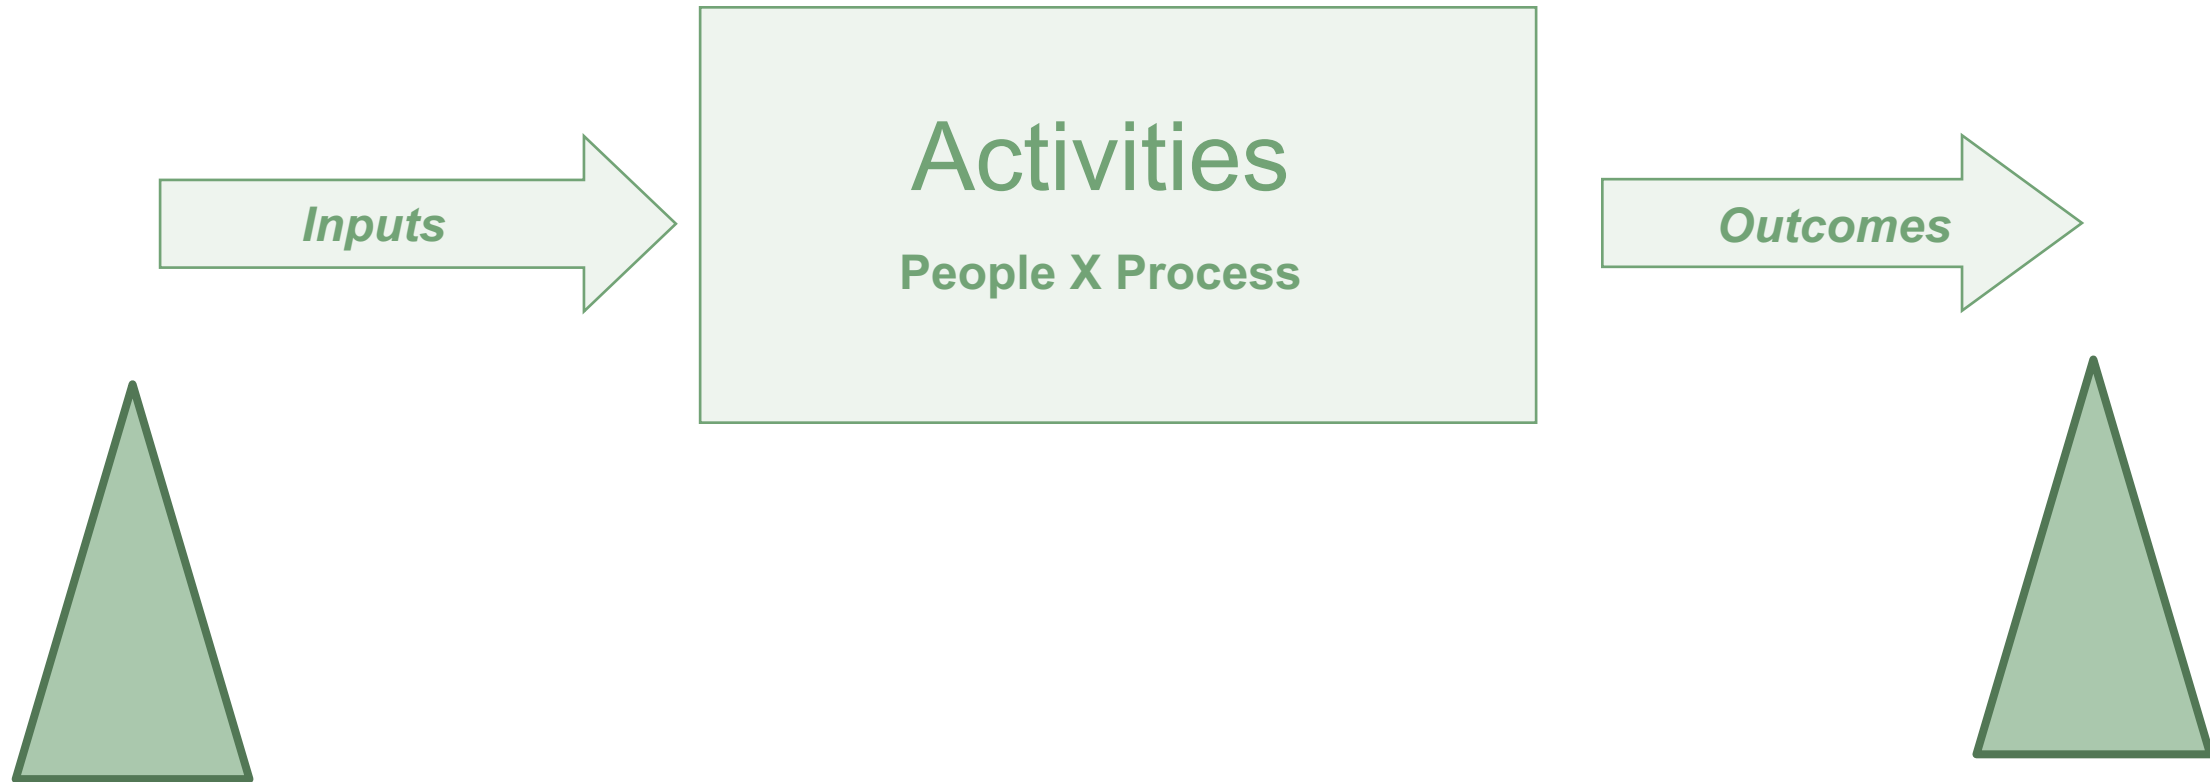 Activities
Inputs
Outcomes
People X Process